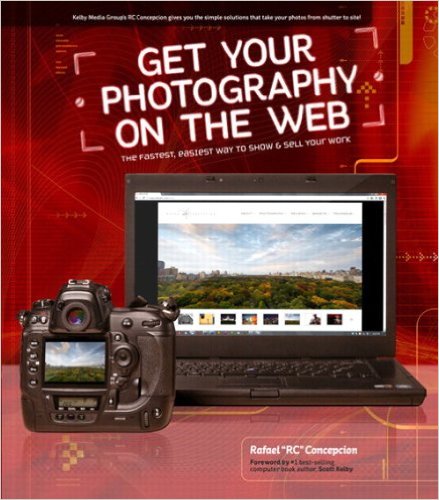 Kelby Media Group's RC Concepcion gives you the simple solutions that take your photos from shutter to site!
GET YOUR
PHOTOGRAPHY
ON THE WEB
THE FASTEST, EASIEST WAY TO SHOW & SELL YOUR WORK
Rafael "RC" Concepcion
Foreword by #1 best-selling
computer book author, Scott Kelby